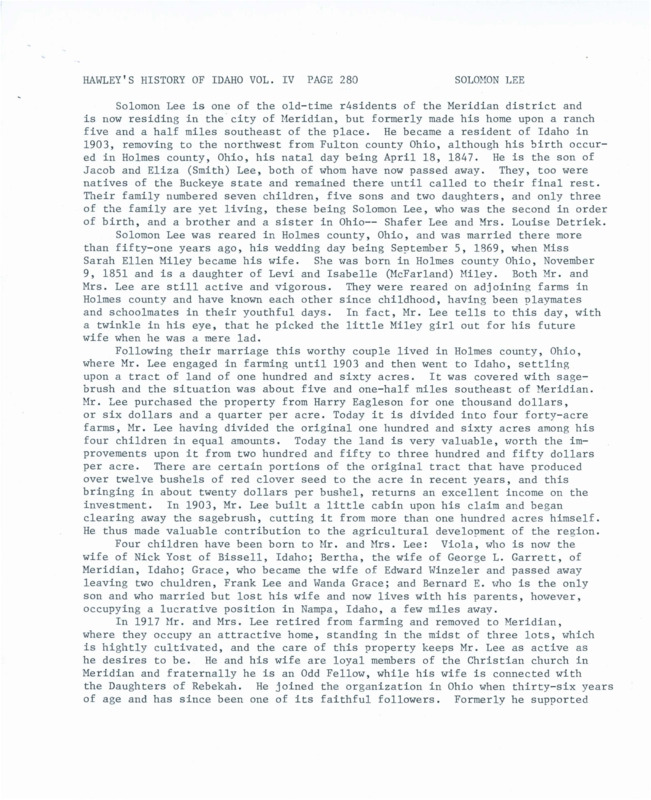 HAWLEY'S HISTORY OF IDAHO VOL. IV PAGE 280 SOLOMON LEE
Solomon Lee is one of the old-time r4sidents of the Meridian district and
is now residing in the city of Meridian, but formerly made his home upon a ranch
five and a half miles southeast of the place. He became a resident of Idaho in
1903, removing to the northwest from Fulton county Ohio, although his birth occur-
ed in Holmes county, Ohio, his natal day being April 18, 1847. He is the son of
Jacob and Eliza (Smith) Lee, both of whom have now passed away. They, too were
natives of the Buckeye state and remained there until called to their final rest.
Their family numbered seven children, five sons and two daughters, and only three
of the family are yet living, these being Solomon Lee, who was the second in order
of birth, and a brother and a sister in Ohio-- Shafer Lee and Mrs. Louise Detriek.
Solomon Lee was reared in Holmes county, Ohio, and was married there more
than fifty-one years ago, his wedding day being September 5, 1869, when Miss
Sarah Ellen Miley became his wife. She was born in Holmes county Ohio, November
9, 1851 and is a daughter of Levi and Isabelle (McFarland) Miley. Both Mr. and
Mrs. Lee are still active and vigorous. They were reared on adjoining farms in
Holmes county and have known each other since childhood, having been playmates
and schoolmates in their youthful days. In fact, Mr. Lee tells to this day, with
a twinkle in his eye, that he picked the little Miley girl out for his future
wife when he was a mere lad.
Following their marriage this worthy couple lived in Holmes county, Ohio,
where Mr. Lee engaged in farming until 1903 and then went to Idaho, settling
upon a tract of land of one hundred and sixty acres. It was covered with sage-
brush and the situation was about five and one-half miles southeast of Meridian.
Mr. Lee purchased the property from Harry Eagleson for one thousand dollars,
or six dollars and a quarter per acre. Today it is divided into four forty-acre
farms, Mr. Lee having divided the original one hundred and sixty acres among his
four children in equal amounts. Today the land is very valuable, worth the im-
provements upon it from two hundred and fifty to three hundred and fifty dollars
per acre. There are certain portions of the original tract that have produced
over twelve bushels of red clover seed to the acre in recent years, and this
bringing in about twenty dollars per bushel, returns an excellent income on the
investment. In 1903, Mr. Lee built a little cabin upon his claim and began
clearing away the sagebrush, cutting it from more than one hundred acres himself.
He thus made valuable contribution to the agricultural development of the region.
Four children have been born to Mr. and Mrs. Lee: Viola, who is now the
wife of Nick Yost of Bissell, Idaho; Bertha, the wife of George L. Garrett, of
Meridian, Idaho; Grace, who became the wife of Edward Winzeler and passed away
leaving two chuldren, Frank Lee and Wanda Grace; and Bernard E. who is the only
son and who married but lost his wife and now lives with his parents, however,
occupying a lucrative position in Nampa, Idaho, a few miles away.
In 1917 Mr. and Mrs. Lee retired from farming and removed to Meridian,
where they occupy an attractive home, standing in the midst of three lots, which
is hightly cultivated, and the care of this property keeps Mr. Lee as active as
he desires to be. He and his wife are loyal members of the Christian church in
Meridian and fraternally he is an Odd Fellow, while his wife is connected with
the Daughters of Rebekah. He joined the organization in Ohio when thirty-six years
of age and has since been one of its faithful followers. Formerly he supported